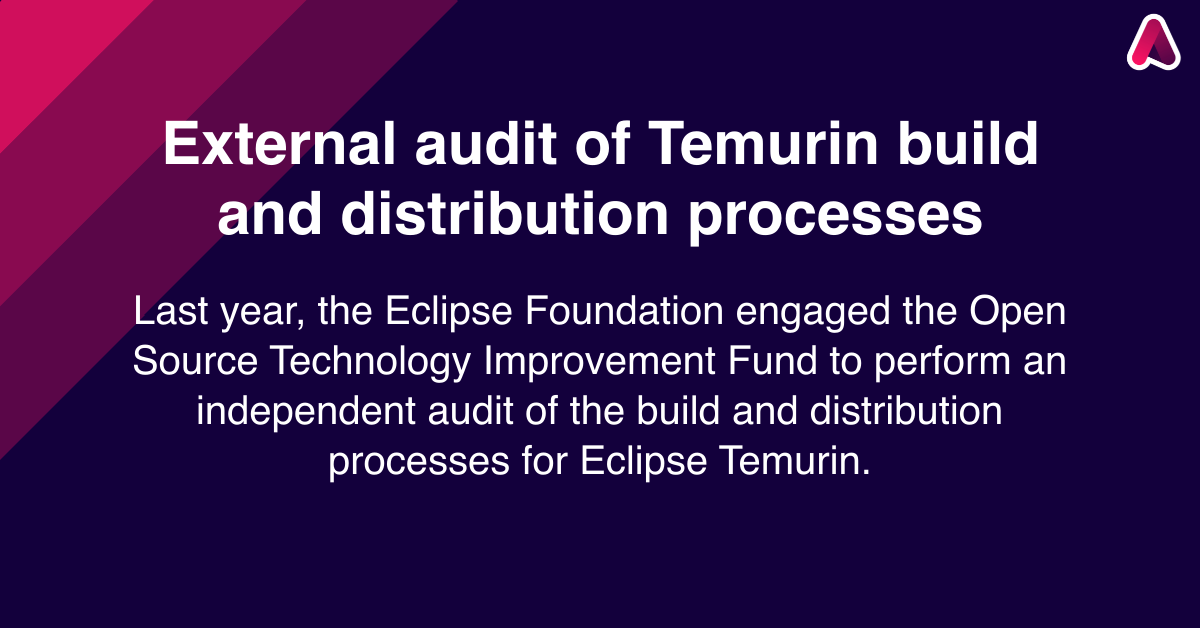 External audit of Temurin build
and distribution processes
Last year, the Eclipse Foundation engaged the Open
Source Technology Improvement Fund to perform an
independent audit of the build and distribution
processes for Eclipse Temurin.